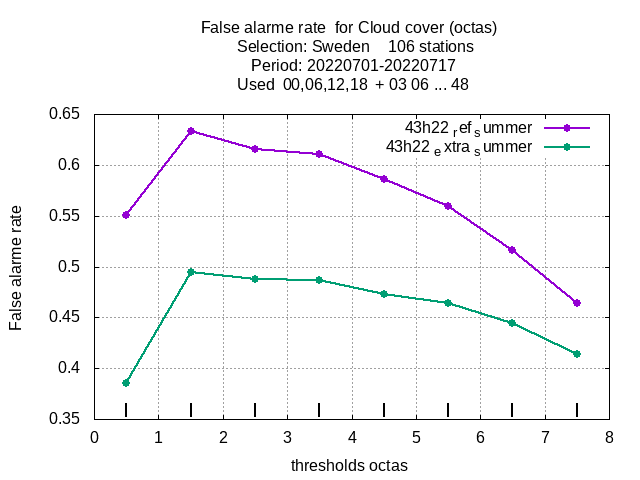 False alarme rate  for Cloud cover (octas)
Selection: Sweden    106 stations
Period: 20220701-20220717
Used  00,06,12,18  + 03 06 ... 48
43h22 ref summer
43h22 extra summer
0.65
0.6
0.55
0.5
0.45
0.4
0.35
False alarme rate
0 1 2 3 4 5 6 7 8
thresholds octas